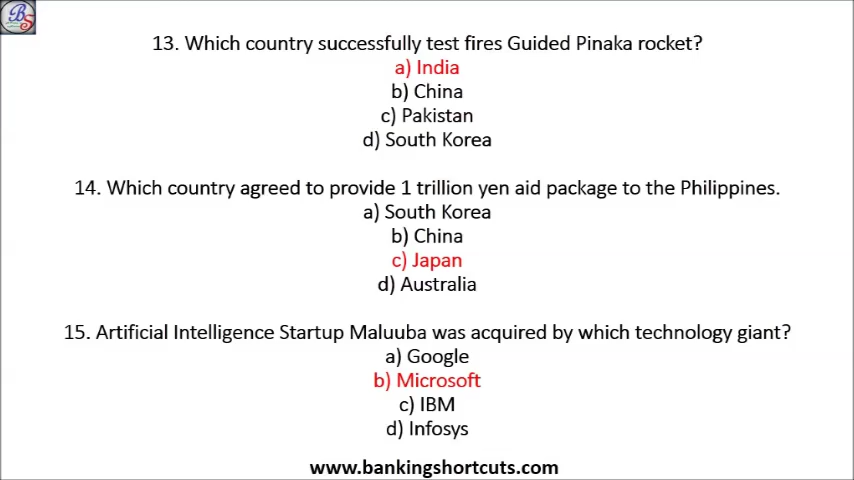 BS
13. Which country successfully test fires Guided Pinaka rocket?
a) India
b) China
c) Pakistan
d) South Korea
14. Which country agreed to provide 1 trillion yen aid package to the Philippines.
a) South Korea
b) China
c) Japan
d) Australia
15. Artificial Intelligence Startup Maluuba was acquired by which technology giant?
a) Google
b) Microsoft
c) IBM
d) Infosys
www.bankingshortcuts.com